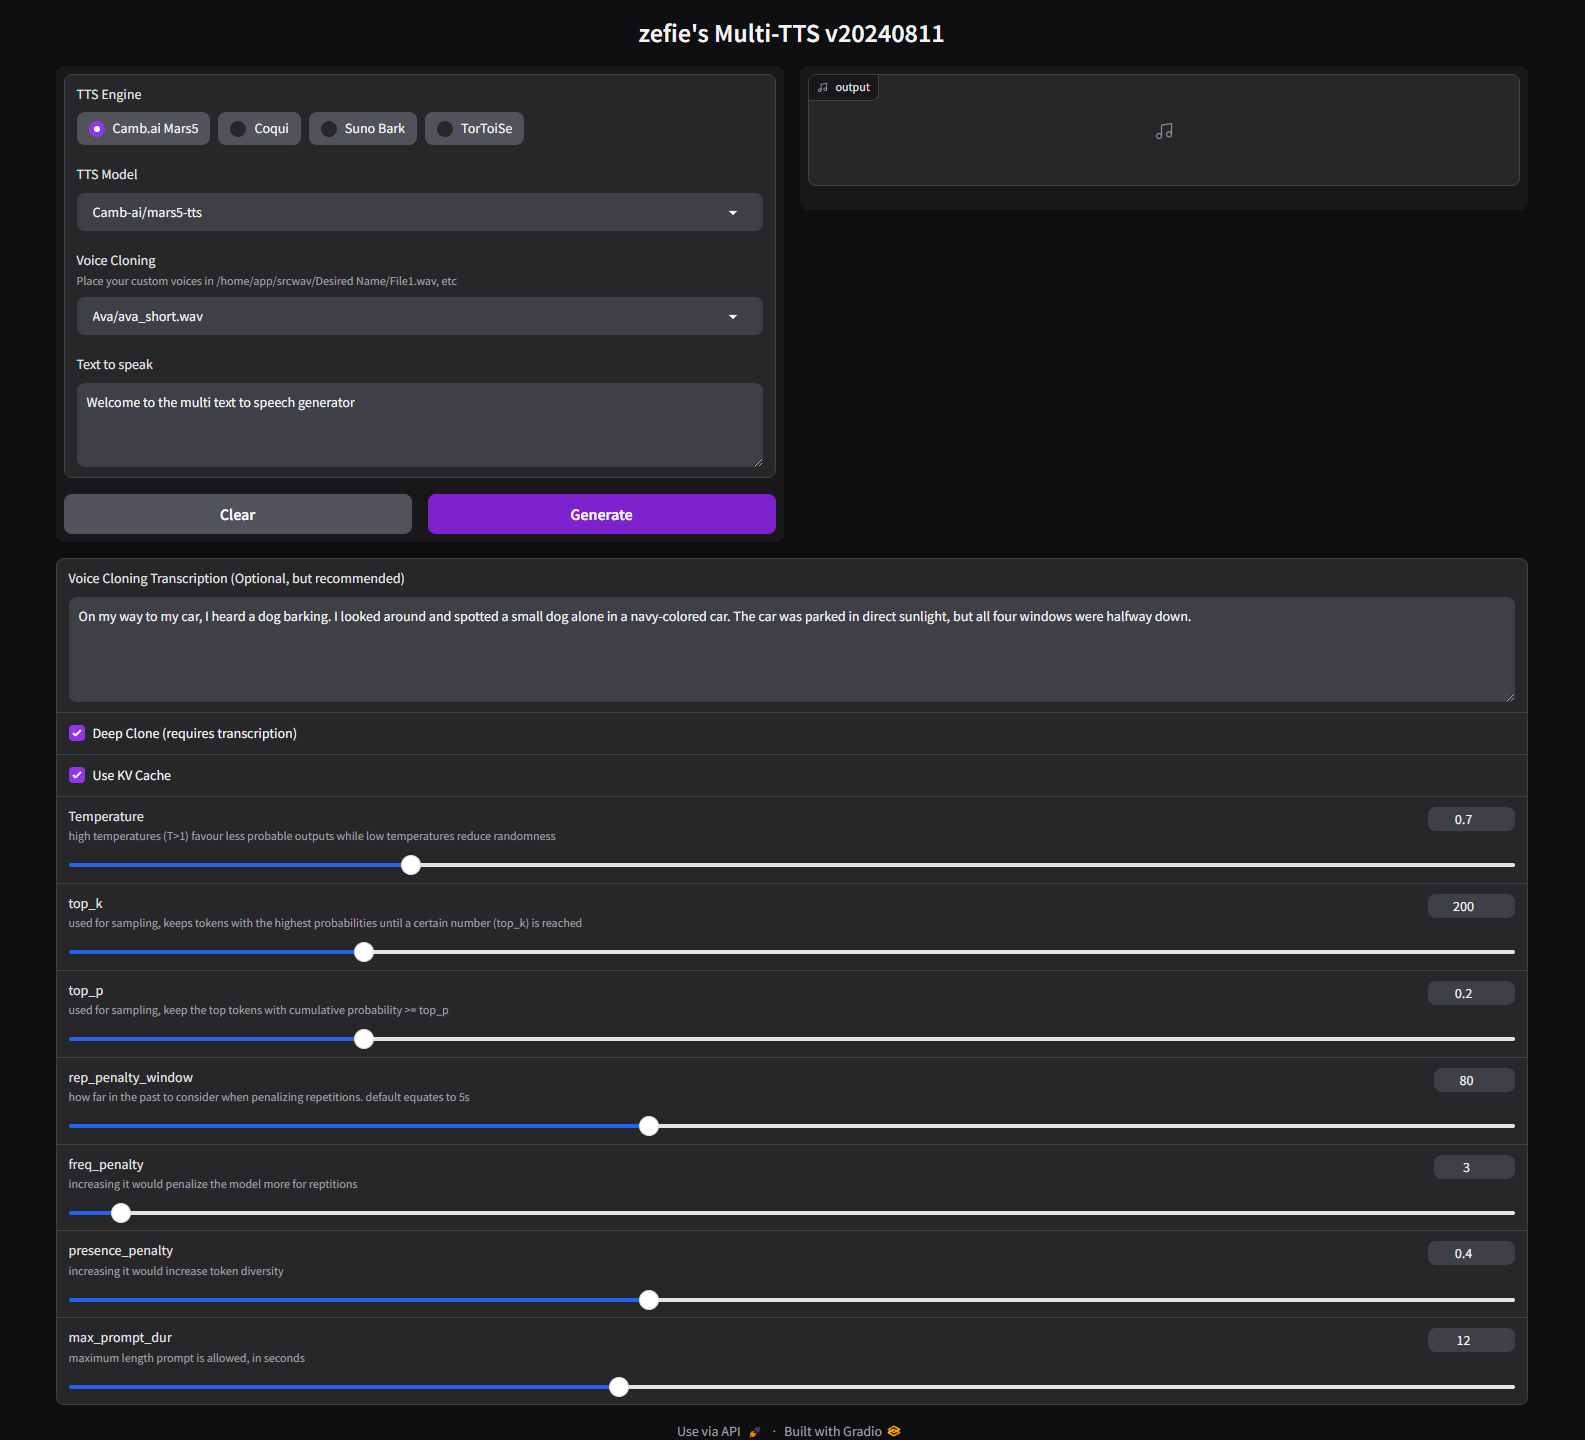 zefie's Multi-TTS v20240811
TTS Engine
Camb.ai Mars5
Coqui
Suno Bark
TorToiSe
TTS Model
Camb-ai/mars5-tts
Voice Cloning
Place your custom voices in /home/app/srcwav/Desired Name/File1.wav, etc
Ava/ava_short.wav
Text to speak
Welcome to the multi text to speech generator
Clear
Generate
output
Voice Cloning Transcription (Optional, but recommended)
On my way to my car, I heard a dog barking. I looked around and spotted a small dog alone in a navy-colored car. The car was parked in direct sunlight, but all four windows were halfway down.
Deep Clone (requires transcription)
Use KV Cache
Temperature
0.7
high temperatures (T>1) favour less probable outputs while low temperatures reduce randomness
top_k
200
used for sampling, keeps tokens with the highest probabilities until a certain number (top_k) is reached
top_p
0.2
used for sampling, keep the top tokens with cumulative probability >= top_p
rep_penalty_window
80
how far in the past to consider when penalizing repetitions. default equates to 5s
freq_penalty
3
increasing it would penalize the model more for reptitions
presence_penalty
0.4
increasing it would increase token diversity
max_prompt_dur
12
maximum length prompt is allowed, in seconds
Use via API · Built with Gradio